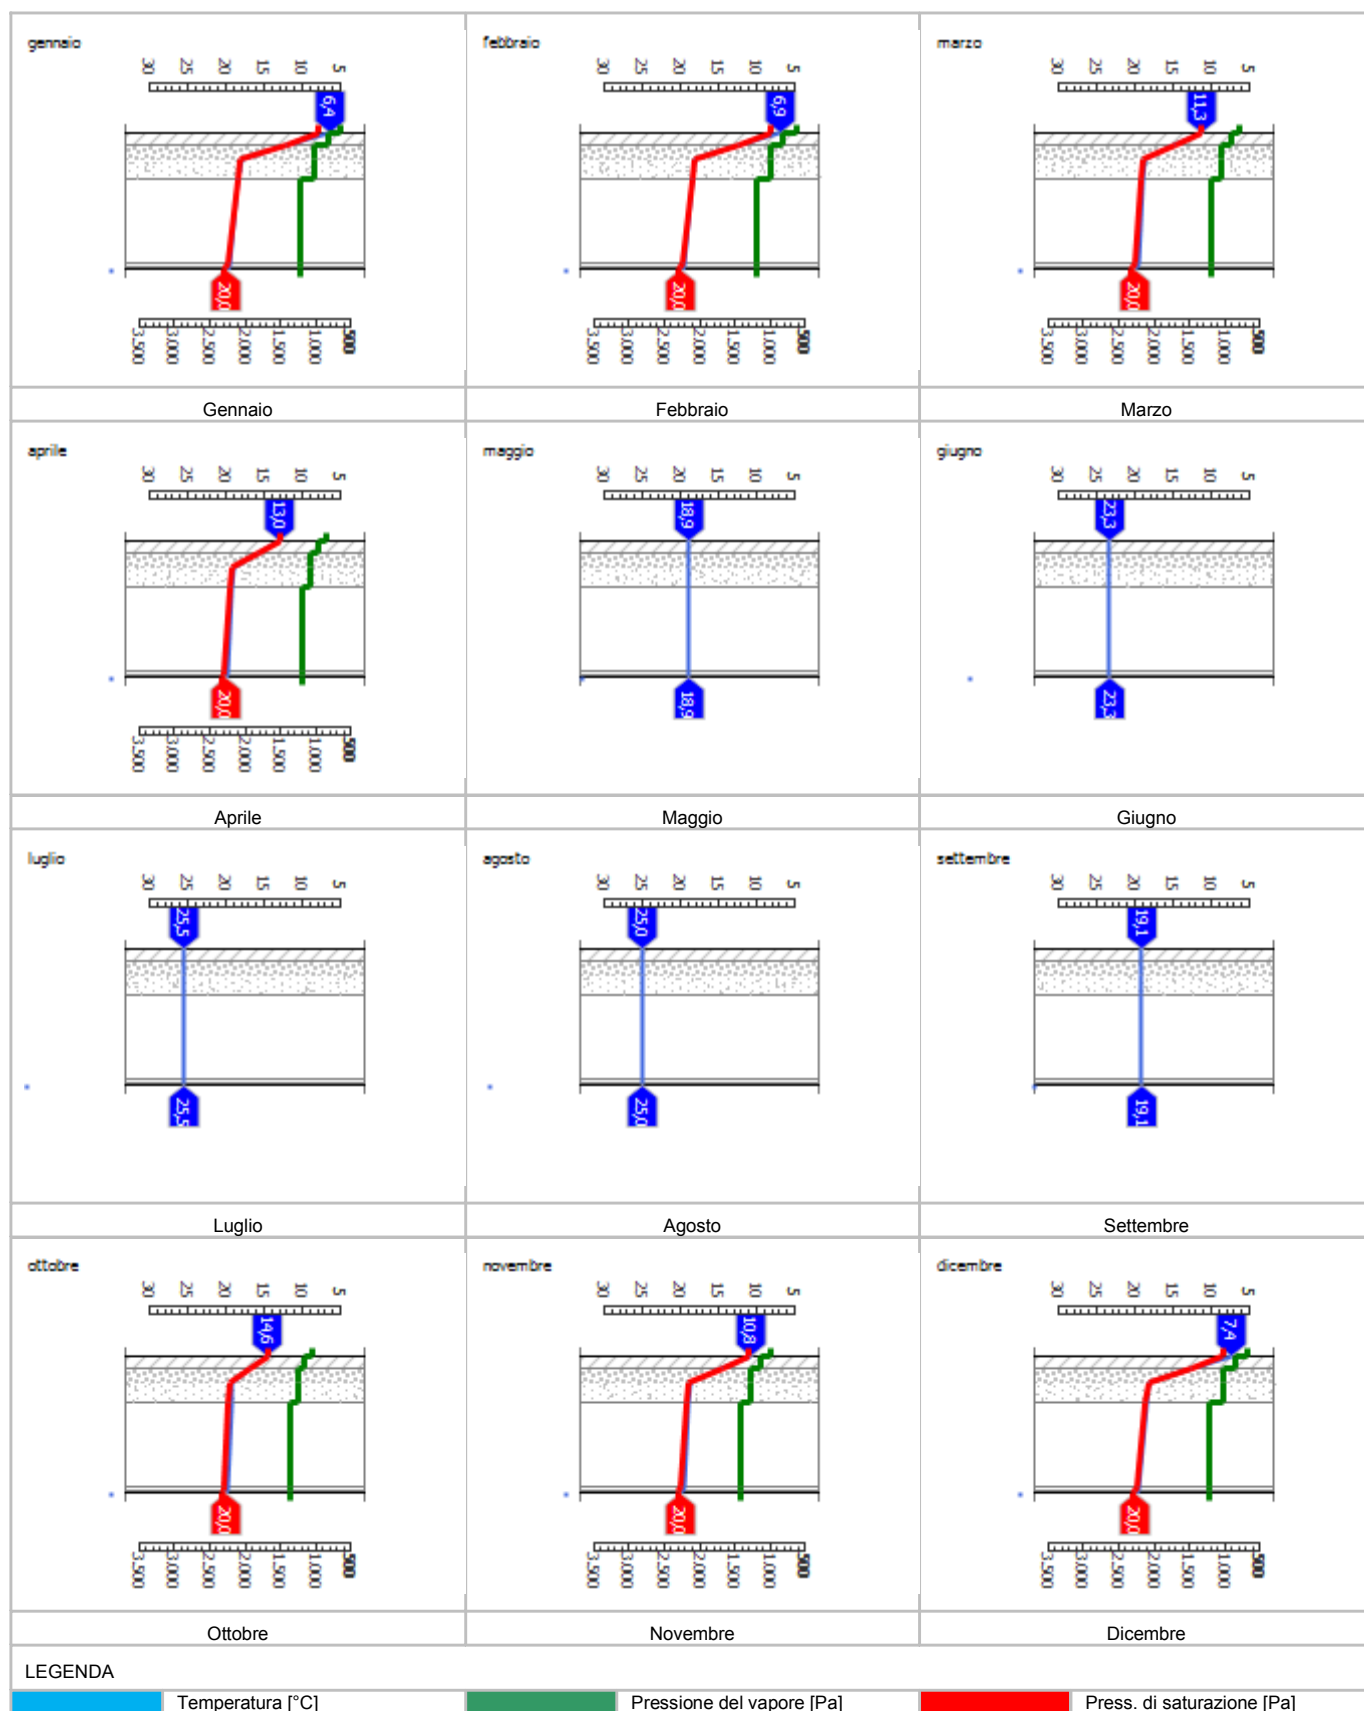 gennaio febbraio marzo
30 25 20 15 10 5 30 25 20 15 10 5 30 25 20 15 10 5
6,4 6,9 11,3
20,0 20,0 20,0
3.500 3.000 2.500 2.000 1.500 1.000 500 3.500 3.000 2.500 2.000 1.500 1.000 500 3.500 3.000 2.500 2.000 1.500 1.000 500
Gennaio Febbraio Marzo
aprile maggio giugno
30 25 20 15 10 5 30 25 20 15 10 5 30 25 20 15 10 5
13,0 18,9 23,3
20,0 18,9 23,3
3.500 3.000 2.500 2.000 1.500 1.000 500
Aprile Maggio Giugno
luglio agosto settembre
30 25 20 15 10 5 30 25 20 15 10 5 30 25 20 15 10 5
25,5 25,0 19,1
25,5 25,0 19,1
Luglio Agosto Settembre
ottobre novembre dicembre
30 25 20 15 10 5 30 25 20 15 10 5 30 25 20 15 10 5
14,6 10,8 7,4
20,0 20,0 20,0
3.500 3.000 2.500 2.000 1.500 1.000 500 3.500 3.000 2.500 2.000 1.500 1.000 500 3.500 3.000 2.500 2.000 1.500 1.000 500
Ottobre Novembre Dicembre
LEGENDA
Temperatura [°C] Pressione del vapore [Pa] Press. di saturazione [Pa]